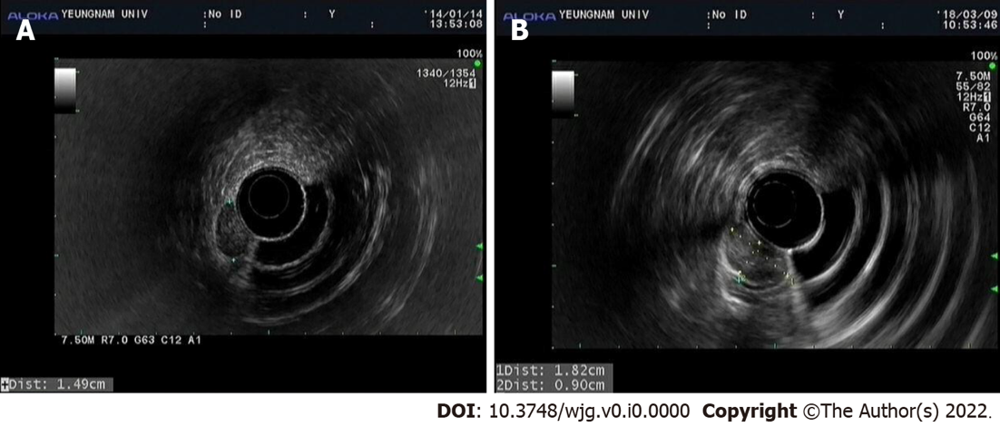 A
ALOKA YEUNGNAM UNIV :No ID : Y '14/01/14
: : 13:53:08
100%
1340/1354
12Hz1
7.50M R7.0 G63 C12 A1
+Dist: 1.49cm
B
ALOKA YEUNGNAM UNIV :No ID : Y '18/03/09
: : 10:53:46
100%
7.50M
55/82
12Hz1
R7.0
G64
C12
A1
1Dist: 1.82cm
2Dist: 0.90cm
DOI: 10.3748/wjg.v0.i0.0000 Copyright ©The Author(s) 2022.